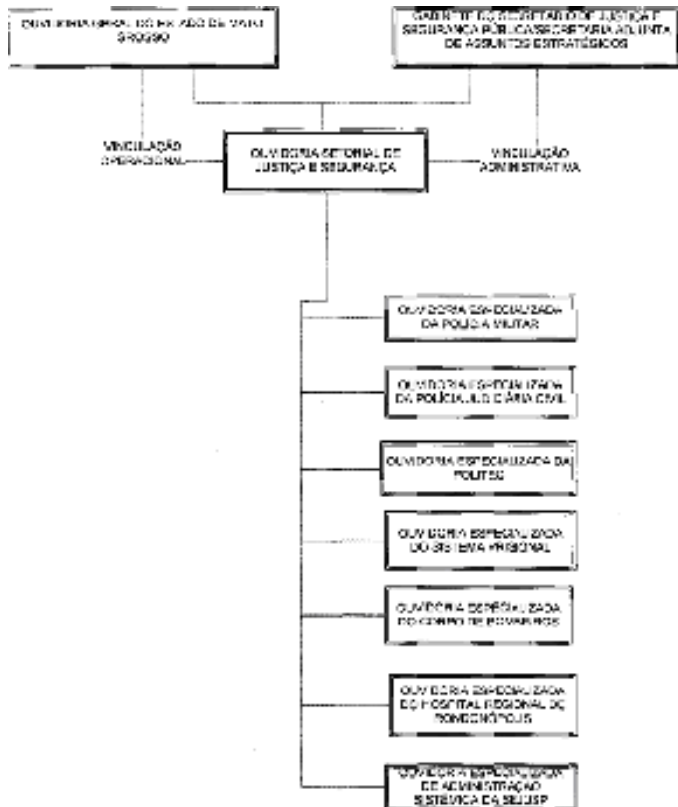 OUVIDORIA GERAL DO ESTADO DE MATO
GROSSO
GABINETE DO SECRETÁRIO DE JUSTIÇA E
SEGURANÇA PÚBLICA/SECRETARIA ADJUNTA
DE ASSUNTOS ESTRATÉGICOS
VINCULAÇÃO
OPERACIONAL
OUVIDORIA SETORIAL DE
JUSTIÇA E SEGURANÇA
VINCULAÇÃO
ADMINISTRATIVA
OUVIDORIA ESPECIALIZADA
DA POLÍCIA MILITAR
OUVIDORIA ESPECIALIZADA
DA POLÍCIA JUDICIÁRIA CIVIL
OUVIDORIA ESPECIALIZADA DA
POLITEC
OUVIDORIA ESPECIALIZADA
DO SISTEMA PRISIONAL
OUVIDORIA ESPECIALIZADA
DO CORPO DE BOMBEIROS
OUVIDORIA ESPECIALIZADA
DO HOSPITAL REGIONAL DE
RONDONÓPOLIS
OUVIDORIA ESPECIALIZADA
DE ADMINISTRAÇÃO
SISTÊMICA DA SEJUSP